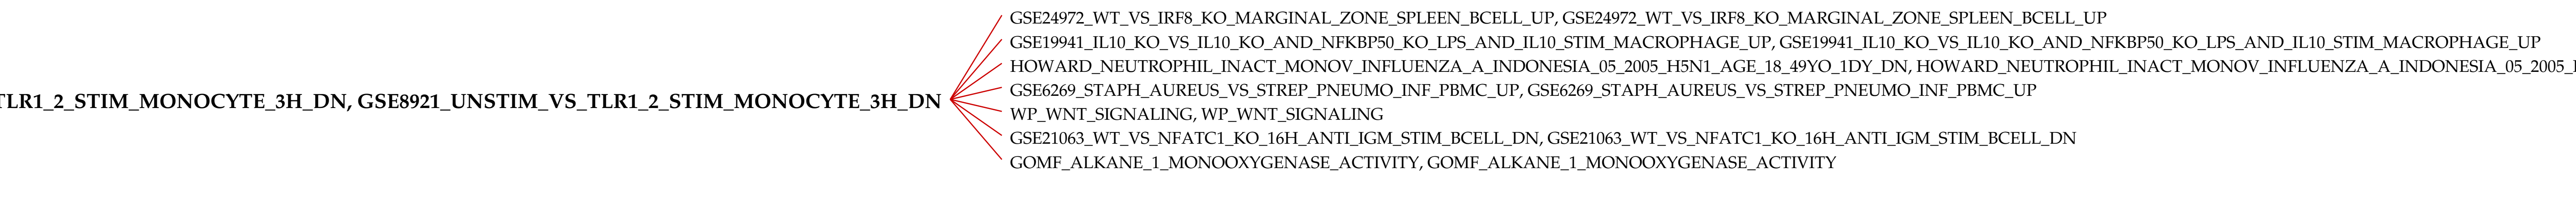 GSE24972_WT_VS_IRF8_KO_MARGINAL_ZONE_SPLEEN_BCELL_UP, GSE24972_WT_VS_IRF8_KO_MARGINAL_ZONE_SPLEEN_BCELL_UP
GSE19941_IL10_KO_VS_IL10_KO_AND_NFKBP50_KO_LPS_AND_IL10_STIM_MACROPHAGE_UP, GSE19941_IL10_KO_VS_IL10_KO_AND_NFKBP50_KO_LPS_AND_IL10_STIM_MACROPHAGE_UP
HOWARD_NEUTROPHIL_INACT_MONOV_INFLUENZA_A_INDONESIA_05_2005_H5N1_AGE_18_49YO_1DY_DN, HOWARD_NEUTROPHIL_INACT_MONOV_INFLUENZA_A_INDONESIA_05_2005_
GSE6269_STAPH_AUREUS_VS_STREP_PNEUMO_INF_PBMC_UP, GSE6269_STAPH_AUREUS_VS_STREP_PNEUMO_INF_PBMC_UP
TLR1_2_STIM_MONOCYTE_3H_DN, GSE8921_UNSTIM_VS_TLR1_2_STIM_MONOCYTE_3H_DN
WP_WNT_SIGNALING, WP_WNT_SIGNALING
GSE21063_WT_VS_NFATC1_KO_16H_ANTI_IGM_STIM_BCELL_DN, GSE21063_WT_VS_NFATC1_KO_16H_ANTI_IGM_STIM_BCELL_DN
GOMF_ALKANE_1_MONOOXYGENASE_ACTIVITY, GOMF_ALKANE_1_MONOOXYGENASE_ACTIVITY